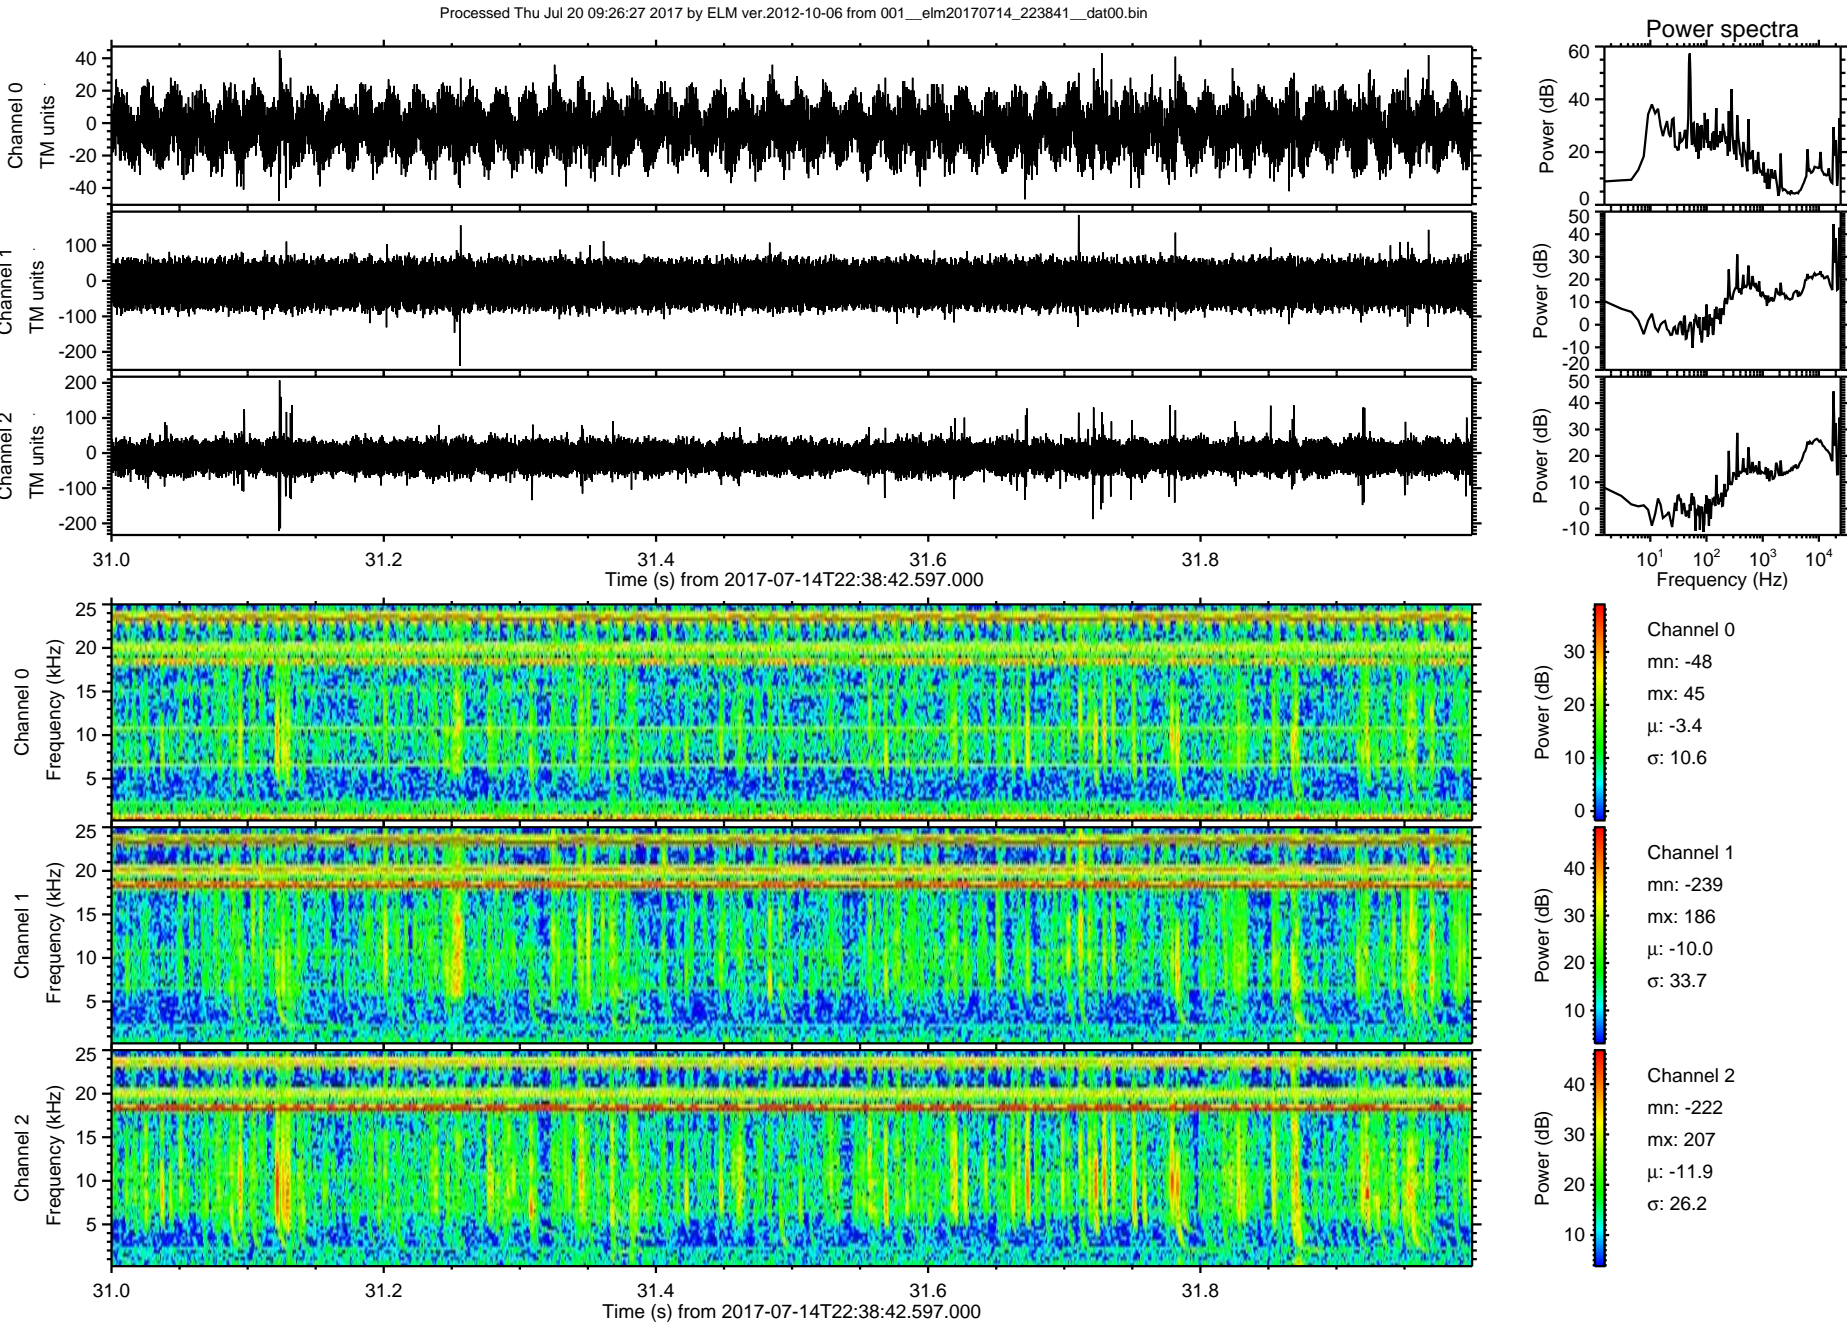 Processed Thu Jul 20 09:26:27 2017 by ELM ver.2012-10-06 from 001__elm20170714_223841__dat00.bin
Power spectra
Channel 0
TM units
40
20
0
-20
-40
Power (dB)
60
40
20
0
Channel 1
TM units
100
0
-100
-200
Power (dB)
50
40
30
20
10
0
-10
-20
Channel 2
TM units
200
100
0
-100
-200
Power (dB)
50
40
30
20
10
0
-10
31.0 31.2 31.4 31.6 31.8
Time (s) from 2017-07-14T22:38:42.597.000
10^1 10^2 10^3 10^4
Frequency (Hz)
Channel 0
Frequency (kHz)
25
20
15
10
5
Power (dB)
30
20
10
0
Channel 0
mn: -48
mx: 45
μ: -3.4
σ: 10.6
Channel 1
Frequency (kHz)
25
20
15
10
5
Power (dB)
40
30
20
10
Channel 1
mn: -239
mx: 186
μ: -10.0
σ: 33.7
Channel 2
Frequency (kHz)
25
20
15
10
5
Power (dB)
40
30
20
10
Channel 2
mn: -222
mx: 207
μ: -11.9
σ: 26.2
31.0 31.2 31.4 31.6 31.8
Time (s) from 2017-07-14T22:38:42.597.000